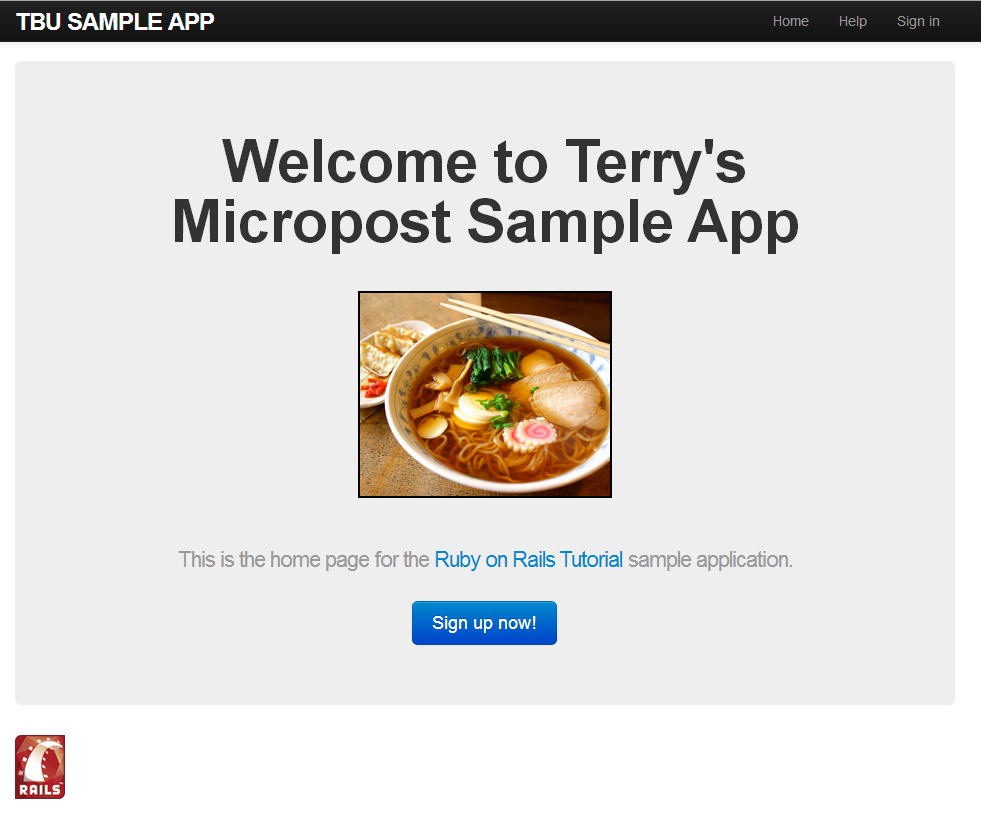 TBU SAMPLE APP
Home Help Sign in
Welcome to Terry's
Micropost Sample App
This is the home page for the Ruby on Rails Tutorial sample application.
Sign up now!
RAILS